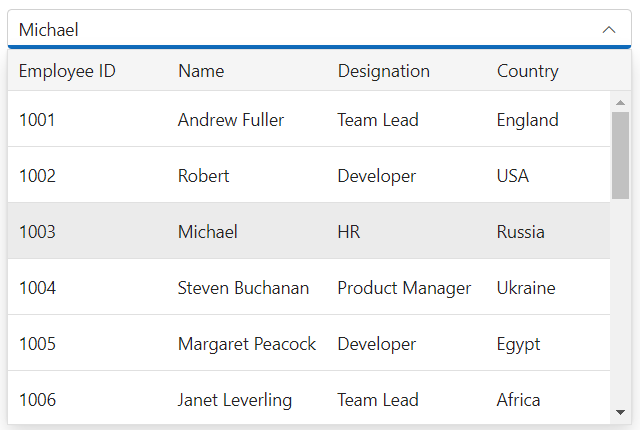 Michael
Employee ID Name Designation Country
1001 Andrew Fuller Team Lead England
1002 Robert Developer USA
1003 Michael HR Russia
1004 Steven Buchanan Product Manager Ukraine
1005 Margaret Peacock Developer Egypt
1006 Janet Leverling Team Lead Africa